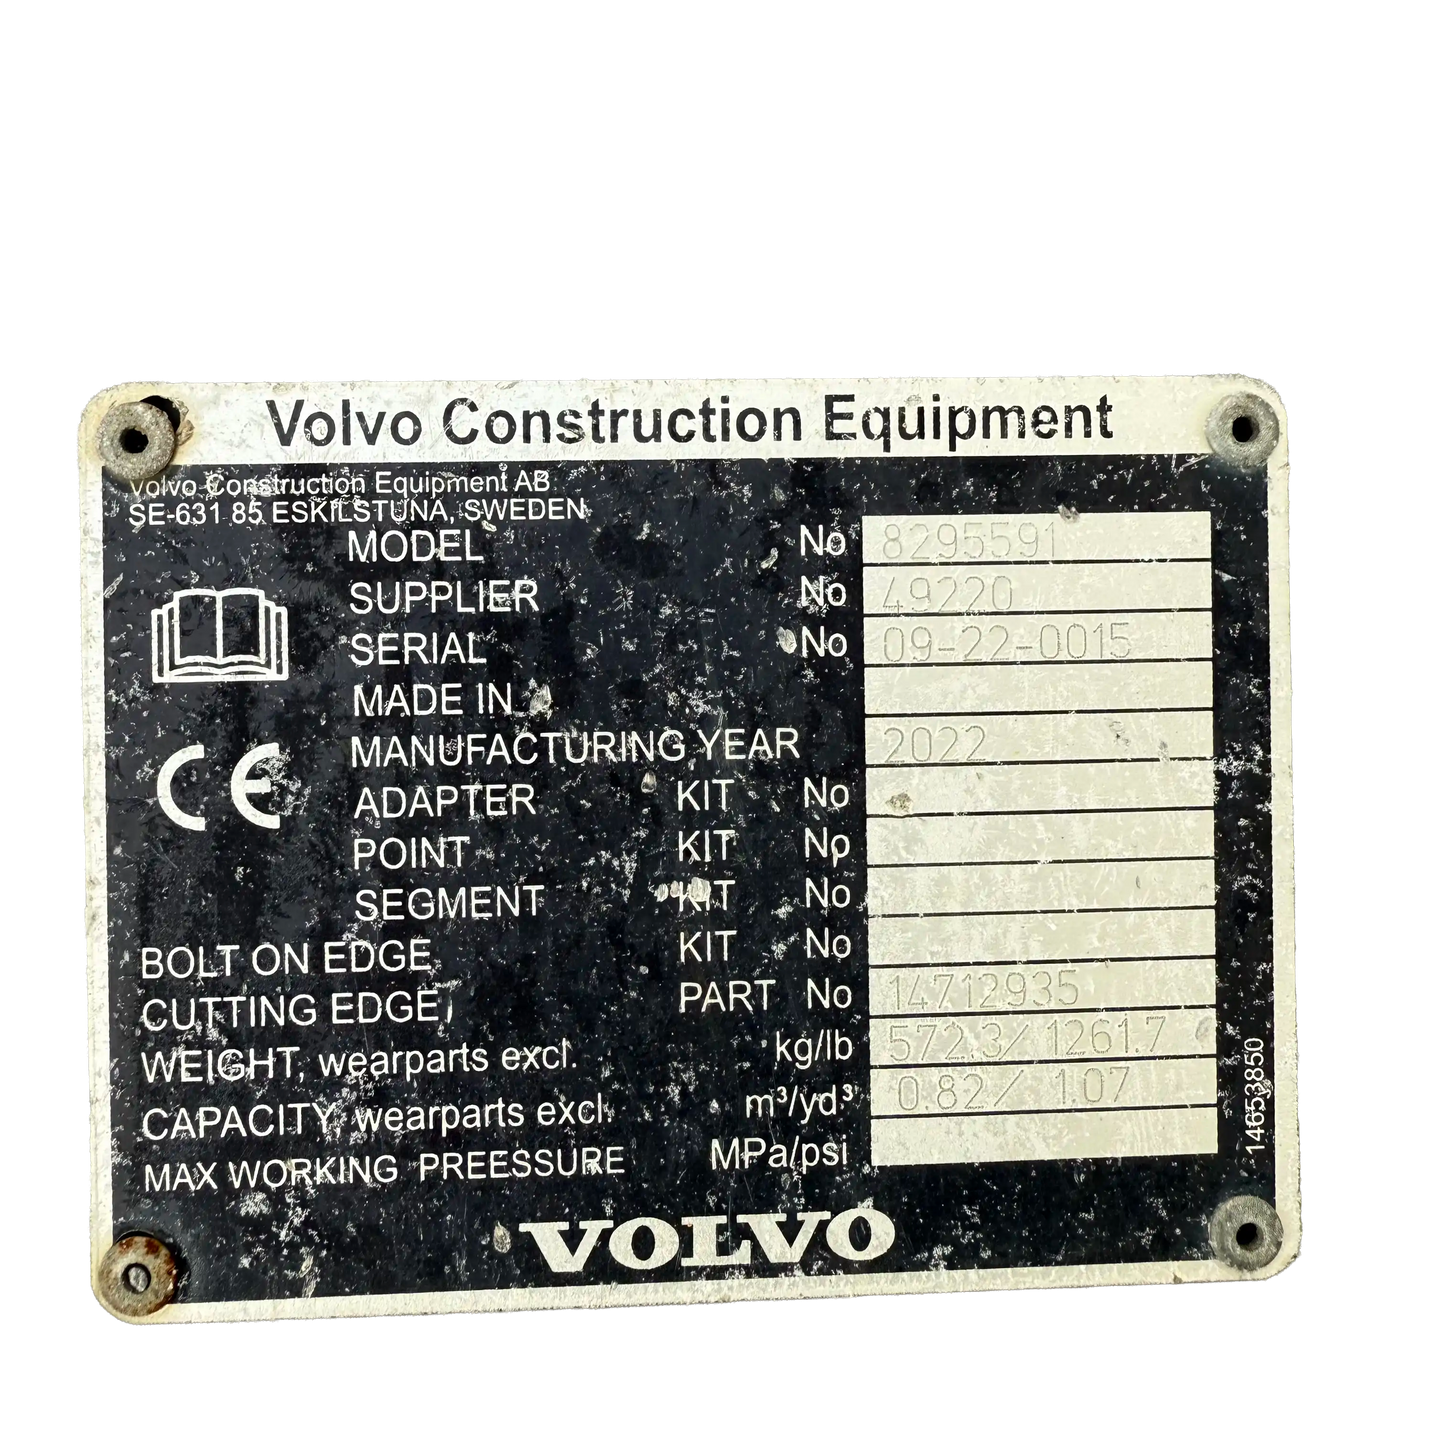 Volvo Construction Equipment
Volvo Construction Equipment AB
SE-631 85 ESKILSTUNA, SWEDEN
MODEL No 8295591
SUPPLIER No 49220
SERIAL No 09-22-0015
MADE IN
MANUFACTURING YEAR 2022
CE
ADAPTER KIT No
POINT KIT No
SEGMENT KIT No
BOLT ON EDGE KIT No
CUTTING EDGE, PART No 14712935
WEIGHT, wearparts excl. kg/lb 572.3/ 1261.7
CAPACITY, wearparts excl. m³/yd³ 0.82/ 1.07
MAX WORKING PREESSURE MPa/psi
14653850
VOLVO